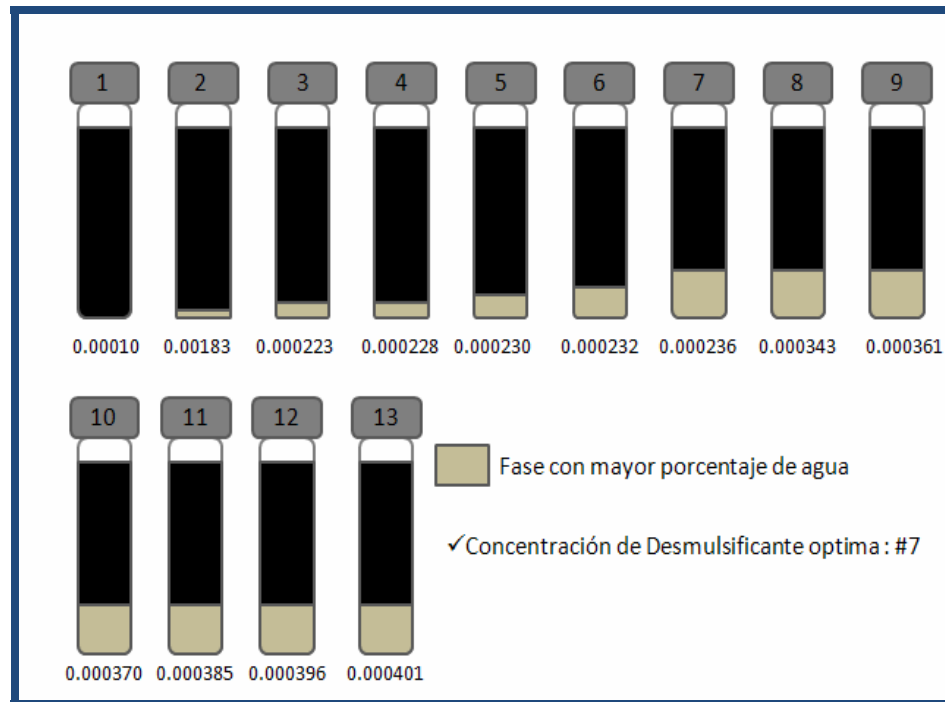 1 2 3 4 5 6 7 8 9
0.00010 0.00183 0.000223 0.000228 0.000230 0.000232 0.000236 0.000343 0.000361
10 11 12 13
Fase con mayor porcentaje de agua
✓Concentración de Desmulsificante optima : #7
0.000370 0.000385 0.000396 0.000401